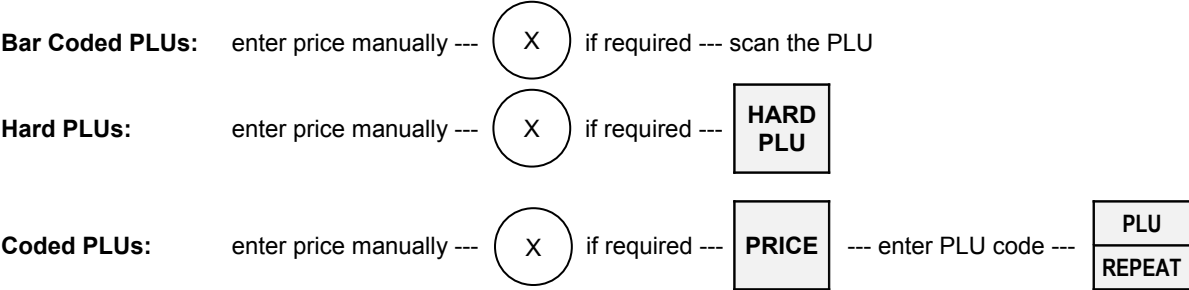 Bar Coded PLUs: enter price manually --- X if required --- scan the PLU
Hard PLUs: enter price manually --- X if required --- HARD PLU
Coded PLUs: enter price manually --- X if required --- PRICE --- enter PLU code --- PLU REPEAT